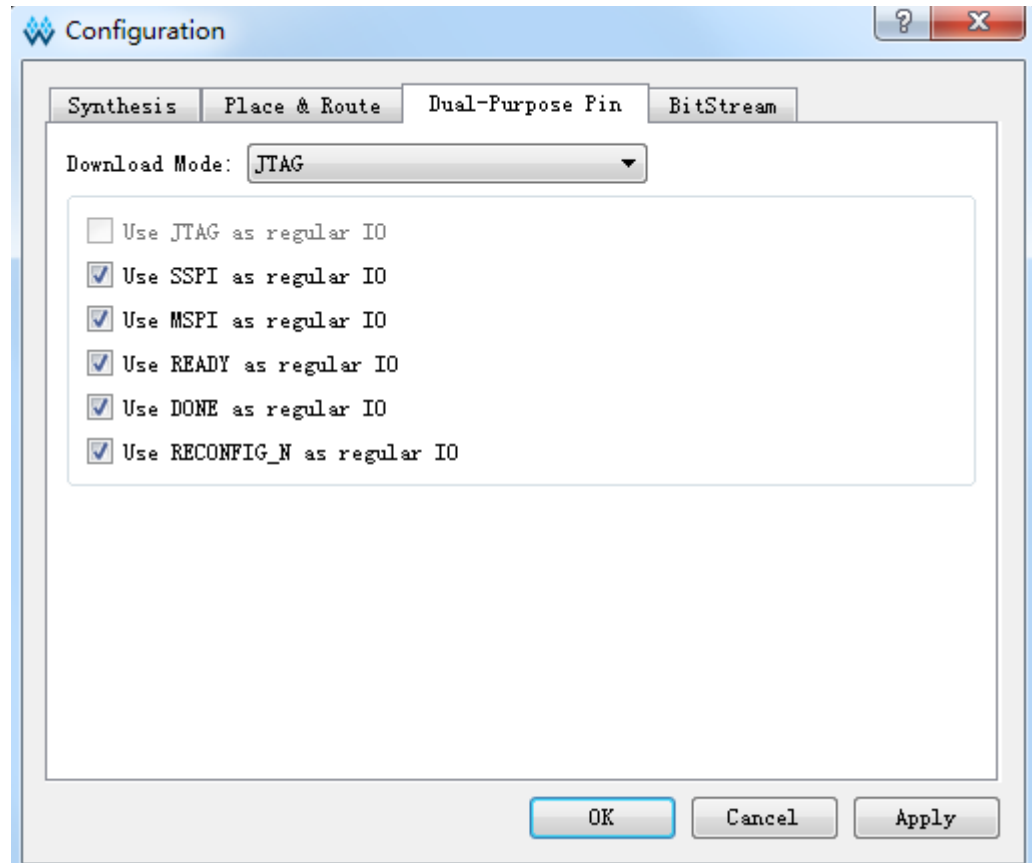 Configuration
Synthesis Place & Route Dual-Purpose Pin BitStream
Download Mode: JTAG
Use JTAG as regular IO
Use SSPI as regular IO
Use MSPI as regular IO
Use READY as regular IO
Use DONE as regular IO
Use RECONFIG_N as regular IO
OK Cancel Apply